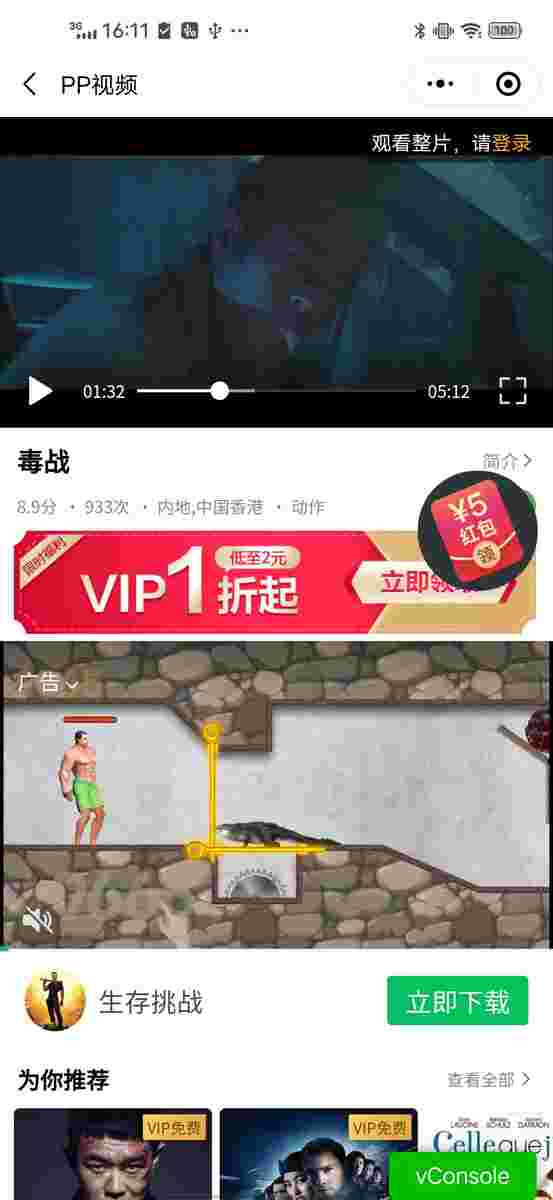 3G 16:11 100
PP视频
观看整片，请登录
01:32 05:12
毒战
简介
8.9分 · 933次 · 内地,中国香港 · 动作
¥5
红包
领
限时福利
VIP1折起
低至2元
立即领
广告
生存挑战
立即下载
为你推荐
查看全部
VIP免费
VIP免费
vConsole